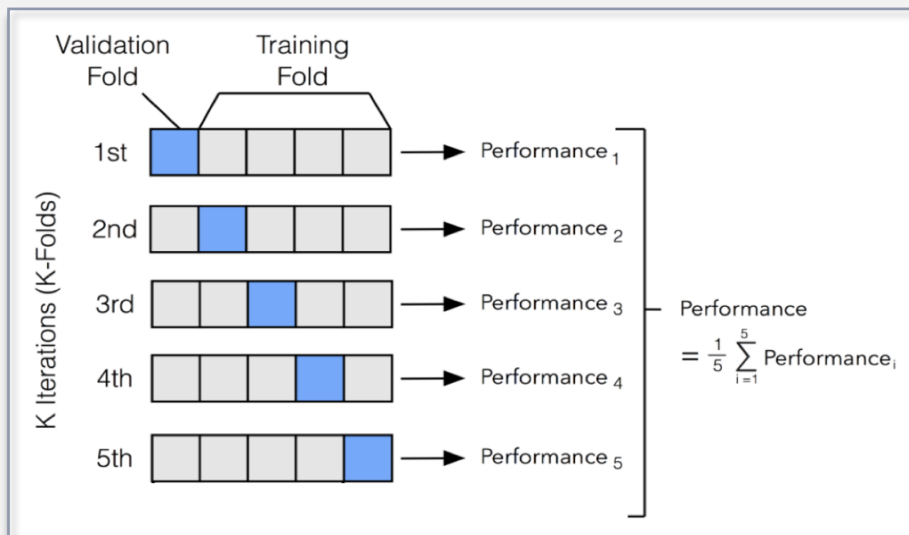 Validation Fold
Training Fold
K Iterations (K-Folds)
1st
Performance 1
2nd
Performance 2
3rd
Performance 3
4th
Performance 4
5th
Performance 5
Performance
= 1/5 5 ∑ i=1 Performance i